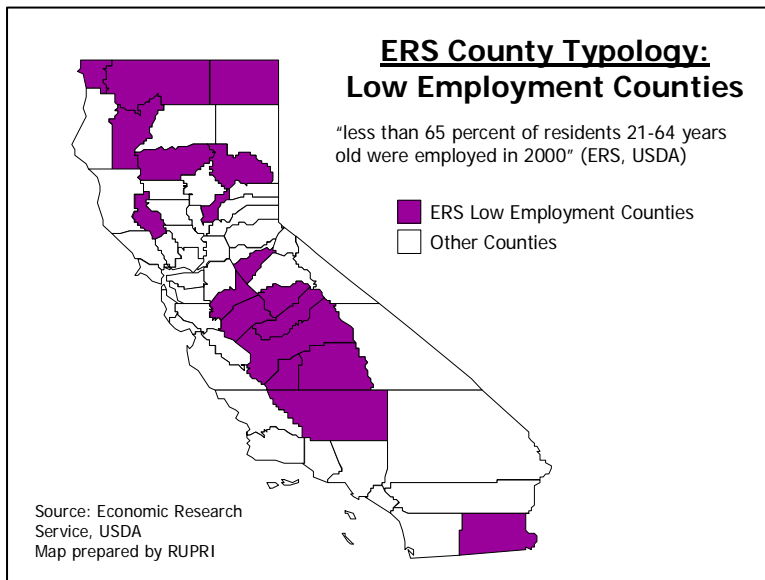 ERS County Typology:
Low Employment Counties
"less than 65 percent of residents 21-64 years
old were employed in 2000" (ERS, USDA)
ERS Low Employment Counties
Other Counties
Source: Economic Research
Service, USDA
Map prepared by RUPRI